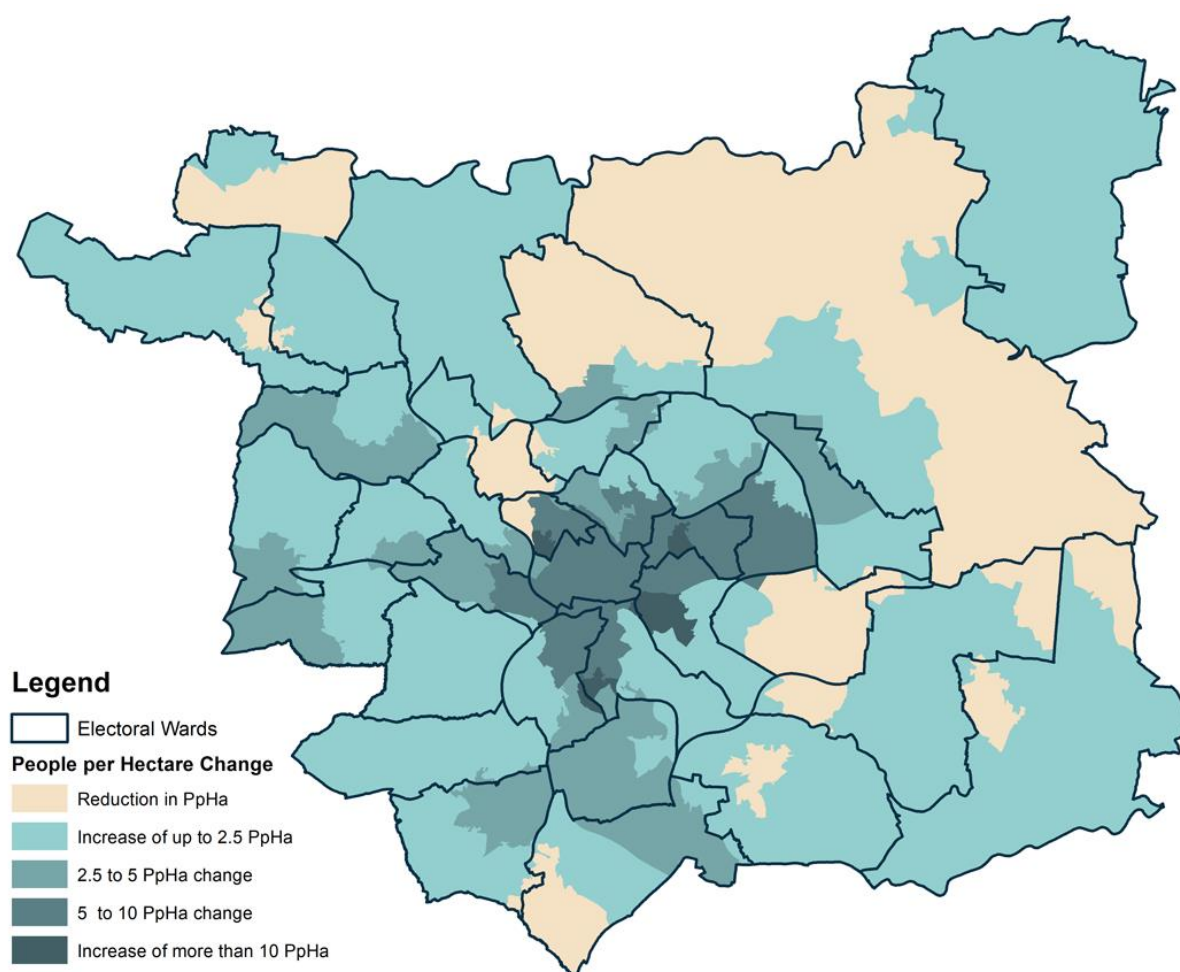 Legend
Electoral Wards
People per Hectare Change
Reduction in PpHa
Increase of up to 2.5 PpHa
2.5 to 5 PpHa change
5 to 10 PpHa change
Increase of more than 10 PpHa